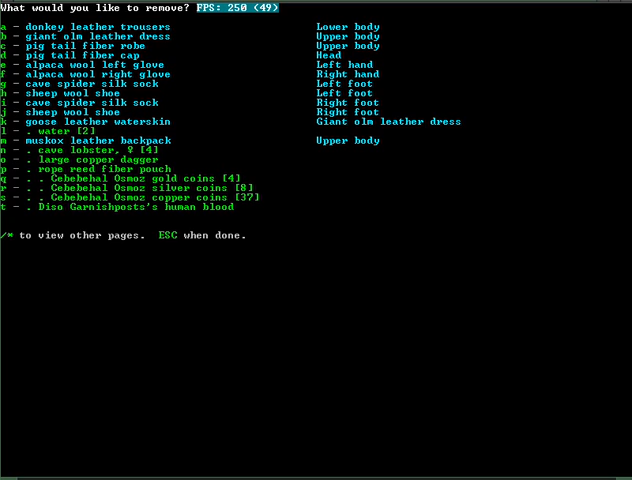 What would you like to remove? FPS: 250 (49)
a - donkey leather trousers Lower body
b - giant olm leather dress Upper body
c - pig tail fiber robe Upper body
d - pig tail fiber cap Head
e - alpaca wool left glove Left hand
f - alpaca wool right glove Right hand
g - cave spider silk sock Left foot
h - sheep wool shoe Left foot
i - cave spider silk sock Right foot
j - sheep wool shoe Right foot
k - goose leather waterskin Giant olm leather dress
l - . water [2]
m - muskox leather backpack Upper body
n - . cave lobster, ♀ [4]
o - . large copper dagger
p - . rope reed fiber pouch
q - . . Cebebehal Osmoz gold coins [4]
r - . . Cebebehal Osmoz silver coins [8]
s - . . Cebebehal Osmoz copper coins [37]
t - . Diso Garnishposts's human blood
/* to view other pages. ESC when done.